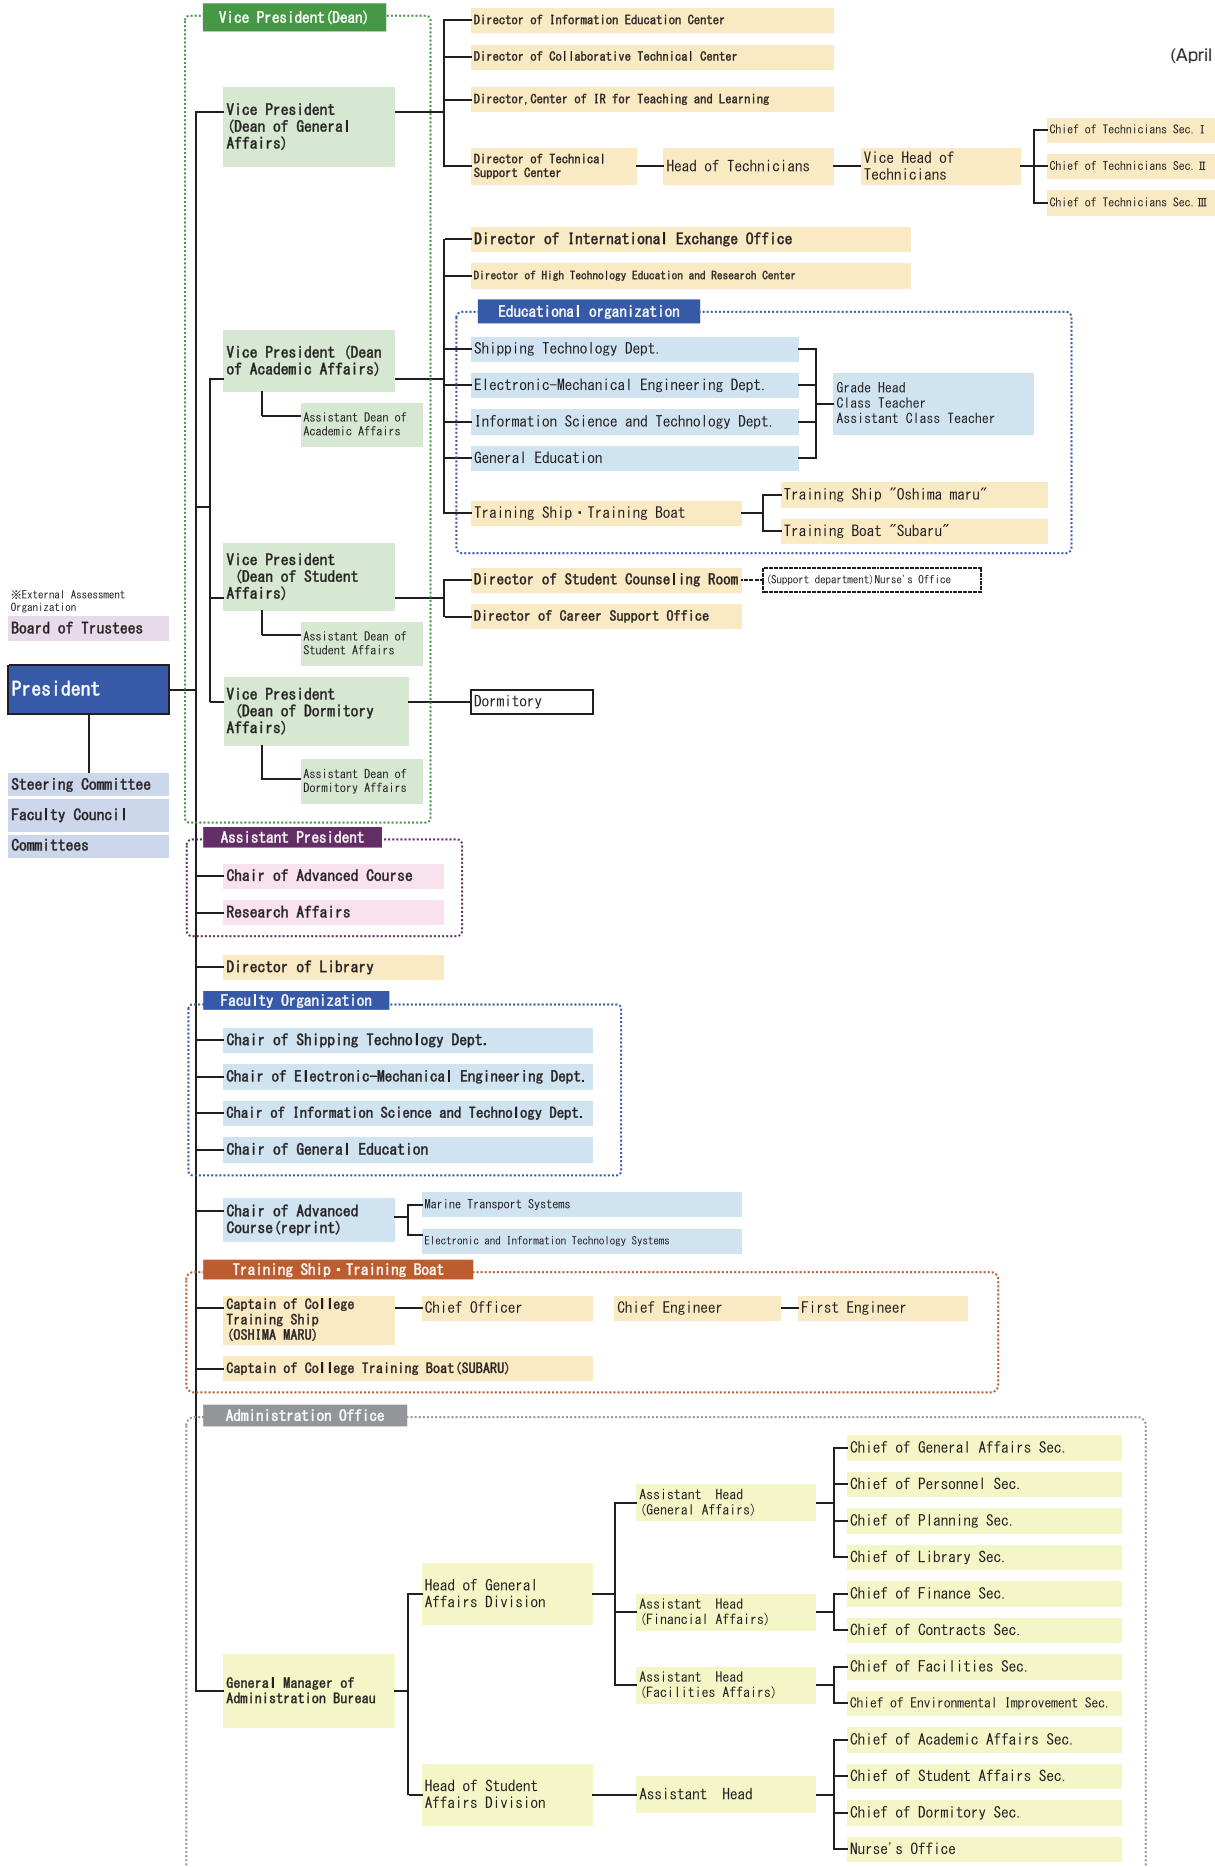 Vice President(Dean)
Director of Information Education Center
Director of Collaborative Technical Center
(April
Director,Center of IR for Teaching and Learning
Vice President
(Dean of General
Affairs)
Director of Technical
Support Center
Head of Technicians
Vice Head of
Technicians
Chief of Technicians Sec. I
Chief of Technicians Sec. Ⅱ
Chief of Technicians Sec. Ⅲ
Director of International Exchange Office
Director of High Technology Education and Research Center
Educational organization
Vice President (Dean
of Academic Affairs)
Assistant Dean of
Academic Affairs
Shipping Technology Dept.
Electronic-Mechanical Engineering Dept.
Information Science and Technology Dept.
General Education
Grade Head
Class Teacher
Assistant Class Teacher
Training Ship・Training Boat
Training Ship "Oshima maru"
Training Boat "Subaru"
Vice President
(Dean of Student
Affairs)
Assistant Dean of
Student Affairs
Director of Student Counseling Room
(Support department)Nurse's Office
Director of Career Support Office
※External Assessment
Organization
Board of Trustees
President
Steering Committee
Faculty Council
Committees
Vice President
(Dean of Dormitory
Affairs)
Dormitory
Assistant Dean of
Dormitory Affairs
Assistant President
Chair of Advanced Course
Research Affairs
Director of Library
Faculty Organization
Chair of Shipping Technology Dept.
Chair of Electronic-Mechanical Engineering Dept.
Chair of Information Science and Technology Dept.
Chair of General Education
Chair of Advanced
Course(reprint)
Marine Transport Systems
Electronic and Information Technology Systems
Training Ship・Training Boat
Captain of College
Training Ship
(OSHIMA MARU)
Chief Officer
Chief Engineer
First Engineer
Captain of College Training Boat(SUBARU)
Administration Office
General Manager of
Administration Bureau
Head of General
Affairs Division
Assistant Head
(General Affairs)
Chief of General Affairs Sec.
Chief of Personnel Sec.
Chief of Planning Sec.
Chief of Library Sec.
Assistant Head
(Financial Affairs)
Chief of Finance Sec.
Chief of Contracts Sec.
Assistant Head
(Facilities Affairs)
Chief of Facilities Sec.
Chief of Environmental Improvement Sec.
Head of Student
Affairs Division
Assistant Head
Chief of Academic Affairs Sec.
Chief of Student Affairs Sec.
Chief of Dormitory Sec.
Nurse's Office